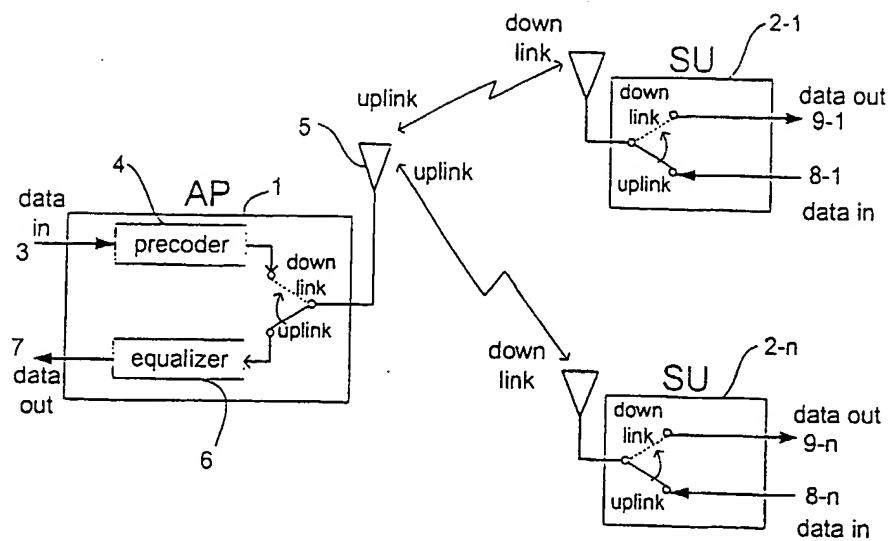 down
link
2-1
SU
uplink
down
link
data out
9-1
5
4
uplink
uplink
8-1
data in
AP
1
data
in
3
precoder
down
link
uplink
7
data
out
equalizer
6
down
link
2-n
SU
down
link
data out
9-n
uplink
8-n
data in